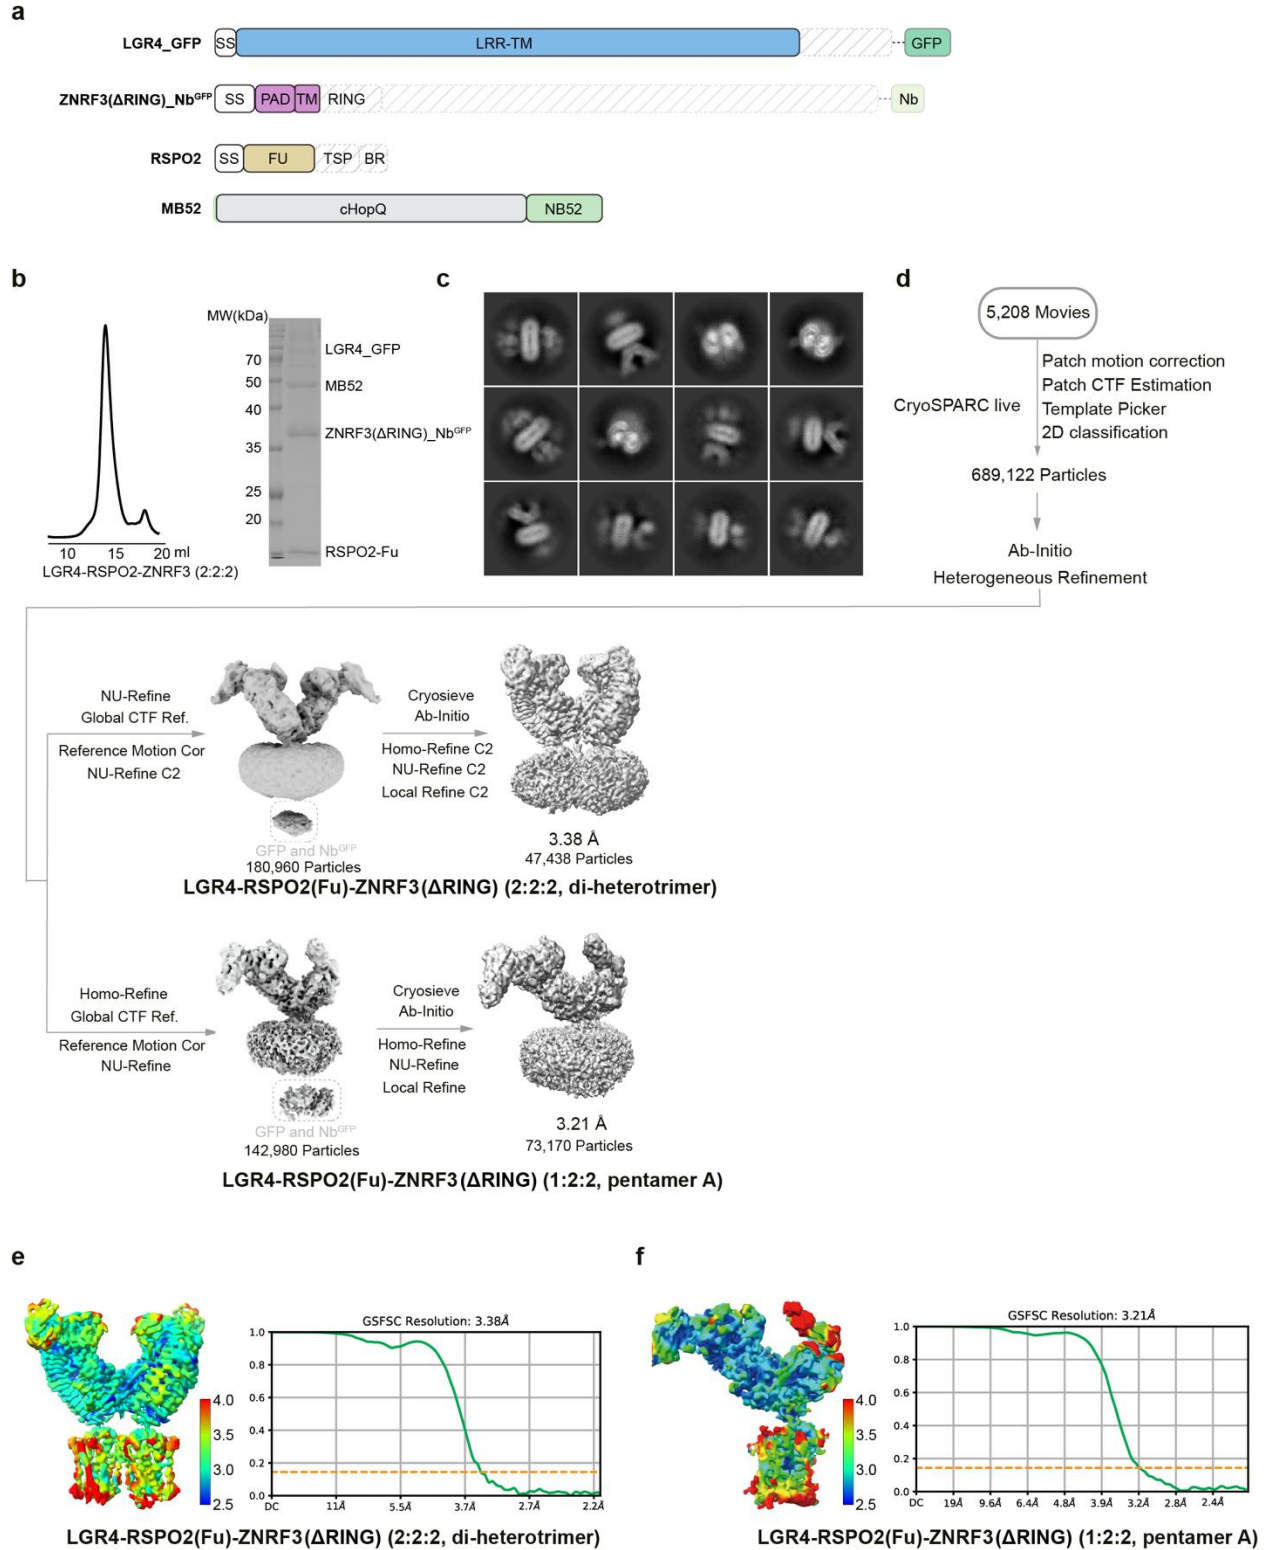 a
LGR4_GFP
SS
LRR-TM
GFP
ZNRF3(ΔRING)_Nb^GFP
SS
PAD
TM
RING
Nb
RSPO2
SS
FU
TSP
BR
MB52
cHopQ
NB52
b
10 15 20 ml
LGR4-RSPO2-ZNRF3 (2:2:2)
MW(kDa)
70
50
40
35
25
20
LGR4_GFP
MB52
ZNRF3(ΔRING)_Nb^GFP
RSPO2-Fu
c
d
5,208 Movies
CryoSPARC live
Patch motion correction
Patch CTF Estimation
Template Picker
2D classification
689,122 Particles
Ab-Initio
Heterogeneous Refinement
NU-Refine
Global CTF Ref.
Reference Motion Cor
NU-Refine C2
GFP and Nb^GFP
180,960 Particles
Cryosieve
Ab-Initio
Homo-Refine C2
NU-Refine C2
Local Refine C2
3.38 Å
47,438 Particles
LGR4-RSPO2(Fu)-ZNRF3(ΔRING) (2:2:2, di-heterotrimer)
Homo-Refine
Global CTF Ref.
Reference Motion Cor
NU-Refine
GFP and Nb^GFP
142,980 Particles
Cryosieve
Ab-Initio
Homo-Refine
NU-Refine
Local Refine
3.21 Å
73,170 Particles
LGR4-RSPO2(Fu)-ZNRF3(ΔRING) (1:2:2, pentamer A)
e
4.0
3.5
3.0
2.5
GSFSC Resolution: 3.38Å
1.0
0.8
0.6
0.4
0.2
0.0
DC 11Å 5.5Å 3.7Å 2.7Å 2.2Å
LGR4-RSPO2(Fu)-ZNRF3(ΔRING) (2:2:2, di-heterotrimer)
f
4.0
3.5
3.0
2.5
GSFSC Resolution: 3.21Å
1.0
0.8
0.6
0.4
0.2
0.0
DC 19Å 9.6Å 6.4Å 4.8Å 3.9Å 3.2Å 2.8Å 2.4Å
LGR4-RSPO2(Fu)-ZNRF3(ΔRING) (1:2:2, pentamer A)